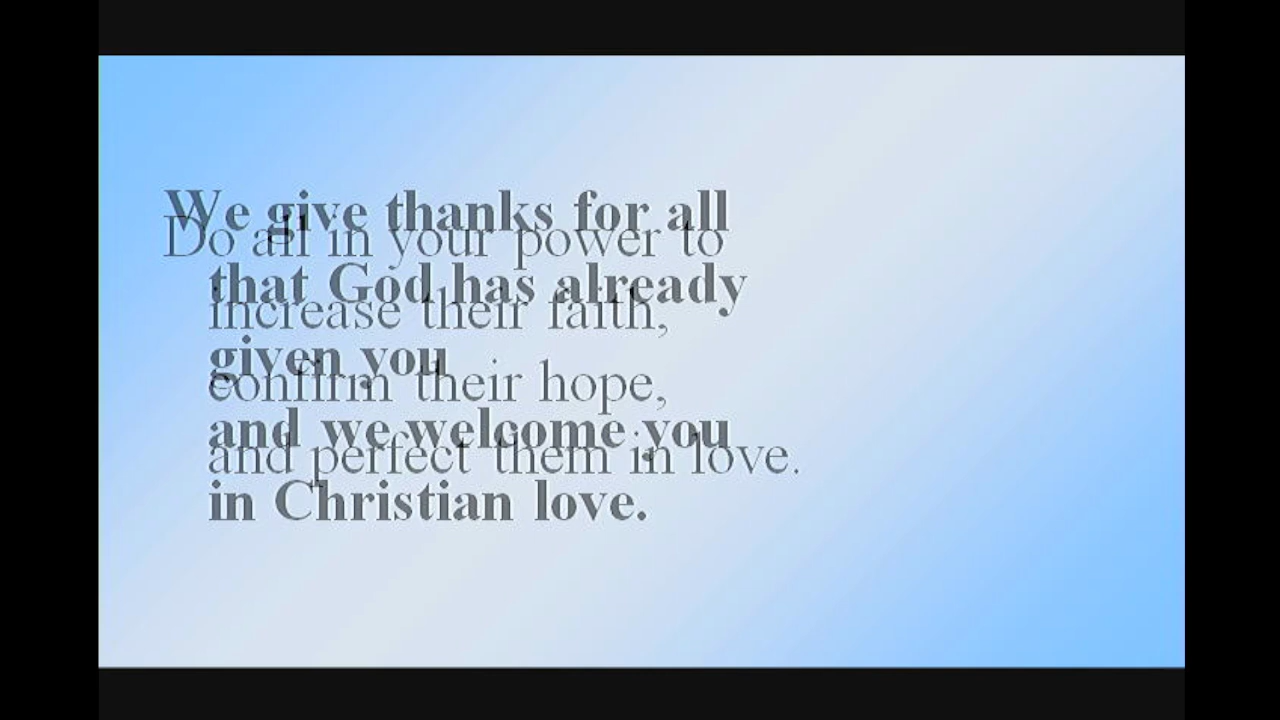 We give thanks for all
Do all in your power to
that God has already
increase their faith,
given you
confirm their hope,
and we welcome you
and perfect them in love.
in Christian love.